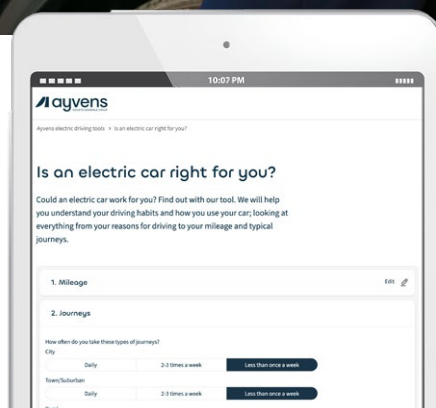 10:07 PM
ayvens
Ayvens electric driving tools > Is an electric car right for you?
Is an electric car right for you?
Could an electric car work for you? Find out with our tool. We will help
you understand your driving habits and how you use your car; looking at
everything from your reasons for driving to your mileage and typical
journeys.
1. Mileage Edit
2. Journeys
How often do you take these types of journeys?
City
Daily 2-3 times a week Less than once a week
Town/Suburban
Daily 2-3 times a week Less than once a week